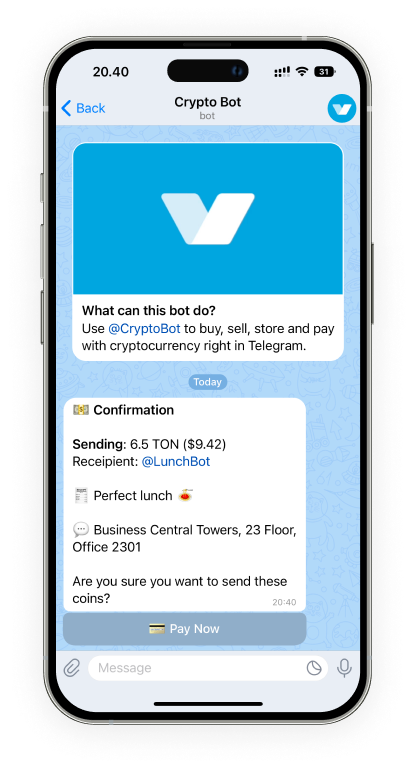 20.40
31
Back
Crypto Bot
bot
What can this bot do?
Use @CryptoBot to buy, sell, store and pay
with cryptocurrency right in Telegram.
Today
Confirmation
Sending: 6.5 TON ($9.42)
Receipient: @LunchBot
Perfect lunch
Business Central Towers, 23 Floor,
Office 2301
Are you sure you want to send these
coins?
20:40
Pay Now
Message